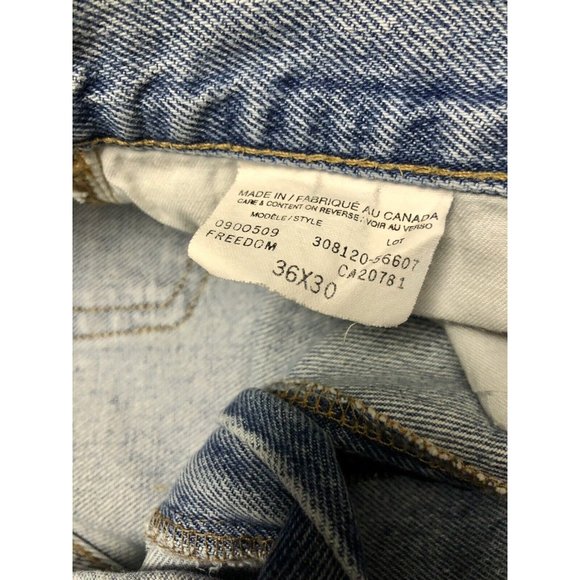 MADE IN / FABRIQUÉ AU CANADA
CARE & CONTENT ON REVERSE / VOIR AU VERSO
MODÈLE / STYLE LOT
0900509 308120-56607
FREEDOM CA20781
36X30